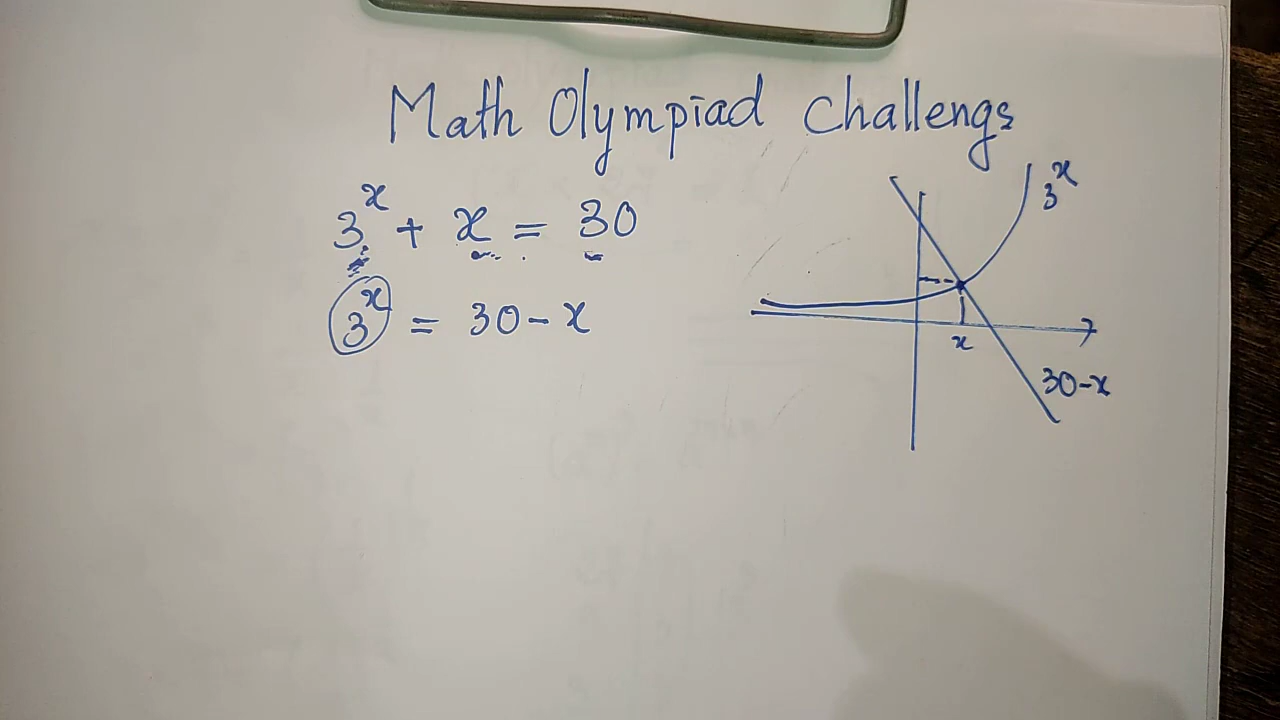 Math Olympiad Challengs
3^x + x = 30
3^x = 30 - x
3^x
x
30-x